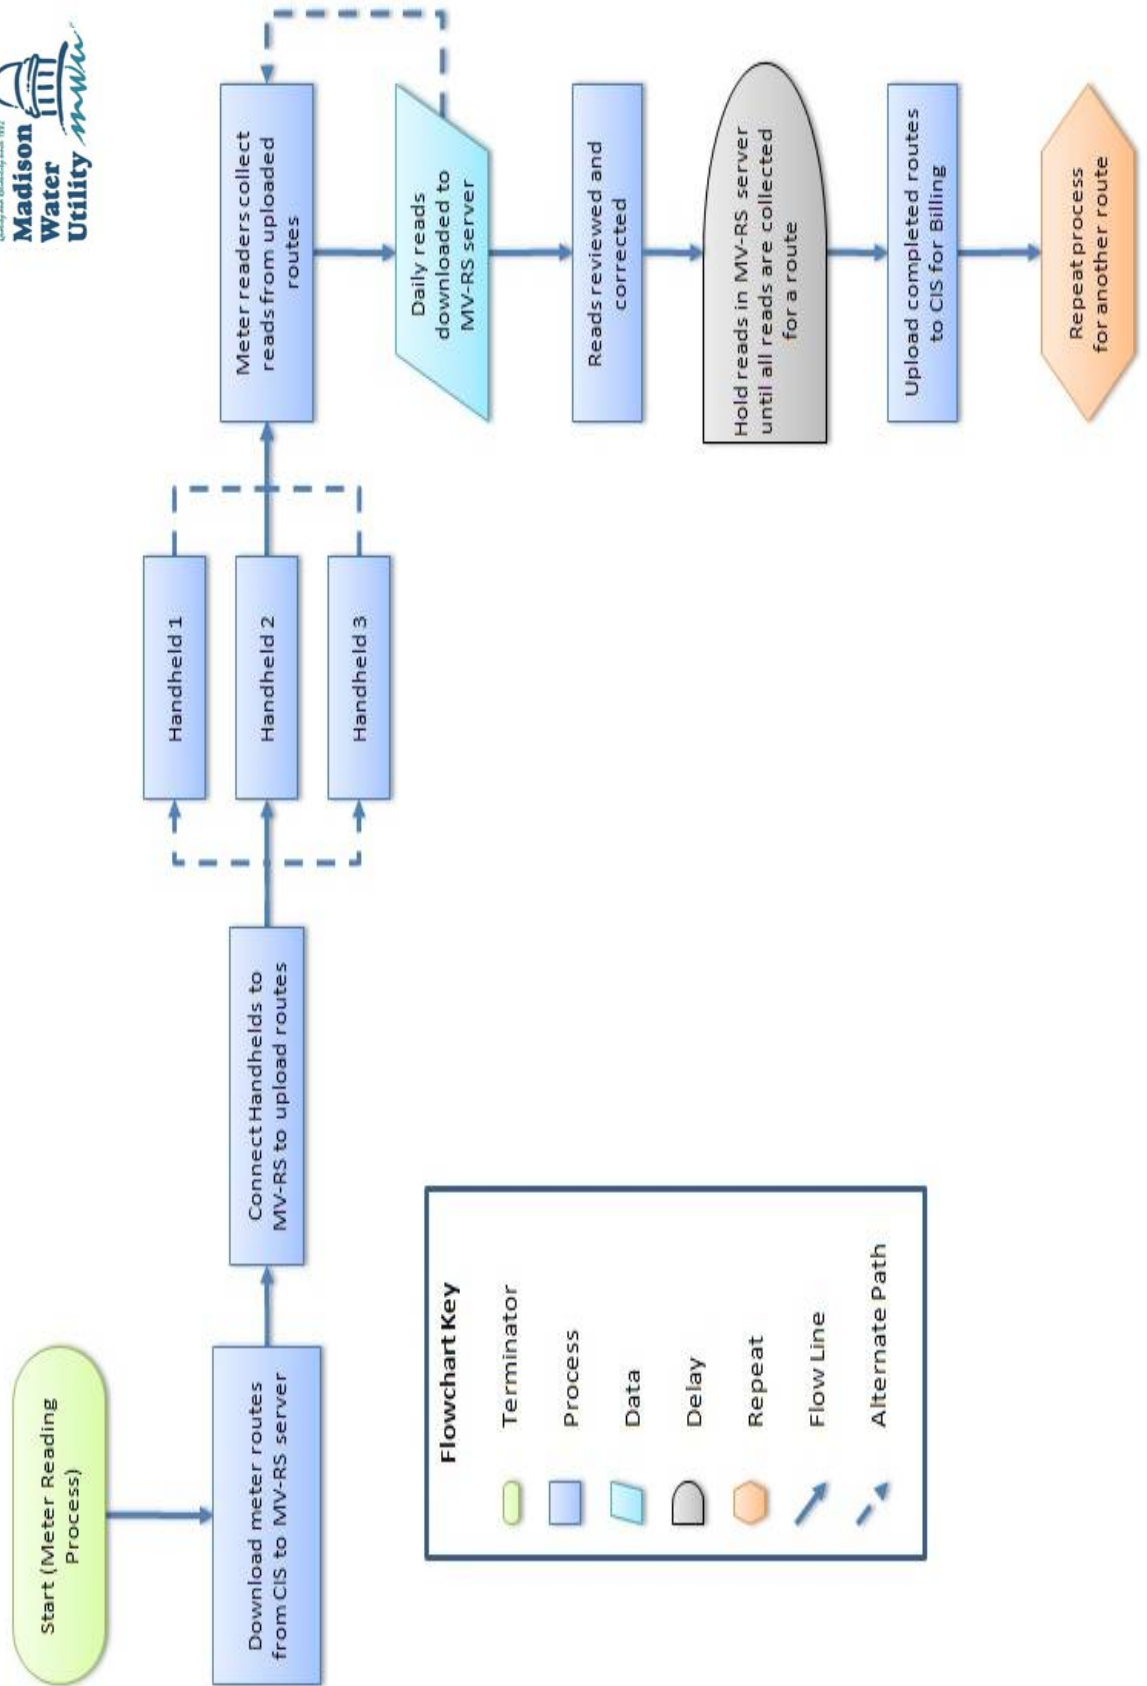 Madison
Water
Utility mwu
Start (Meter Reading
Process)
Download meter routes
from CIS to MV-RS server
Connect Handhelds to
MV-RS to upload routes
Handheld 1
Handheld 2
Handheld 3
Meter readers collect
reads from uploaded
routes
Daily reads
downloaded to
MV-RS server
Reads reviewed and
corrected
Hold reads in MV-RS server
until all reads are collected
for a route
Upload completed routes
to CIS for Billing
Repeat process
for another route
Flowchart Key
Terminator
Process
Data
Delay
Repeat
Flow Line
Alternate Path